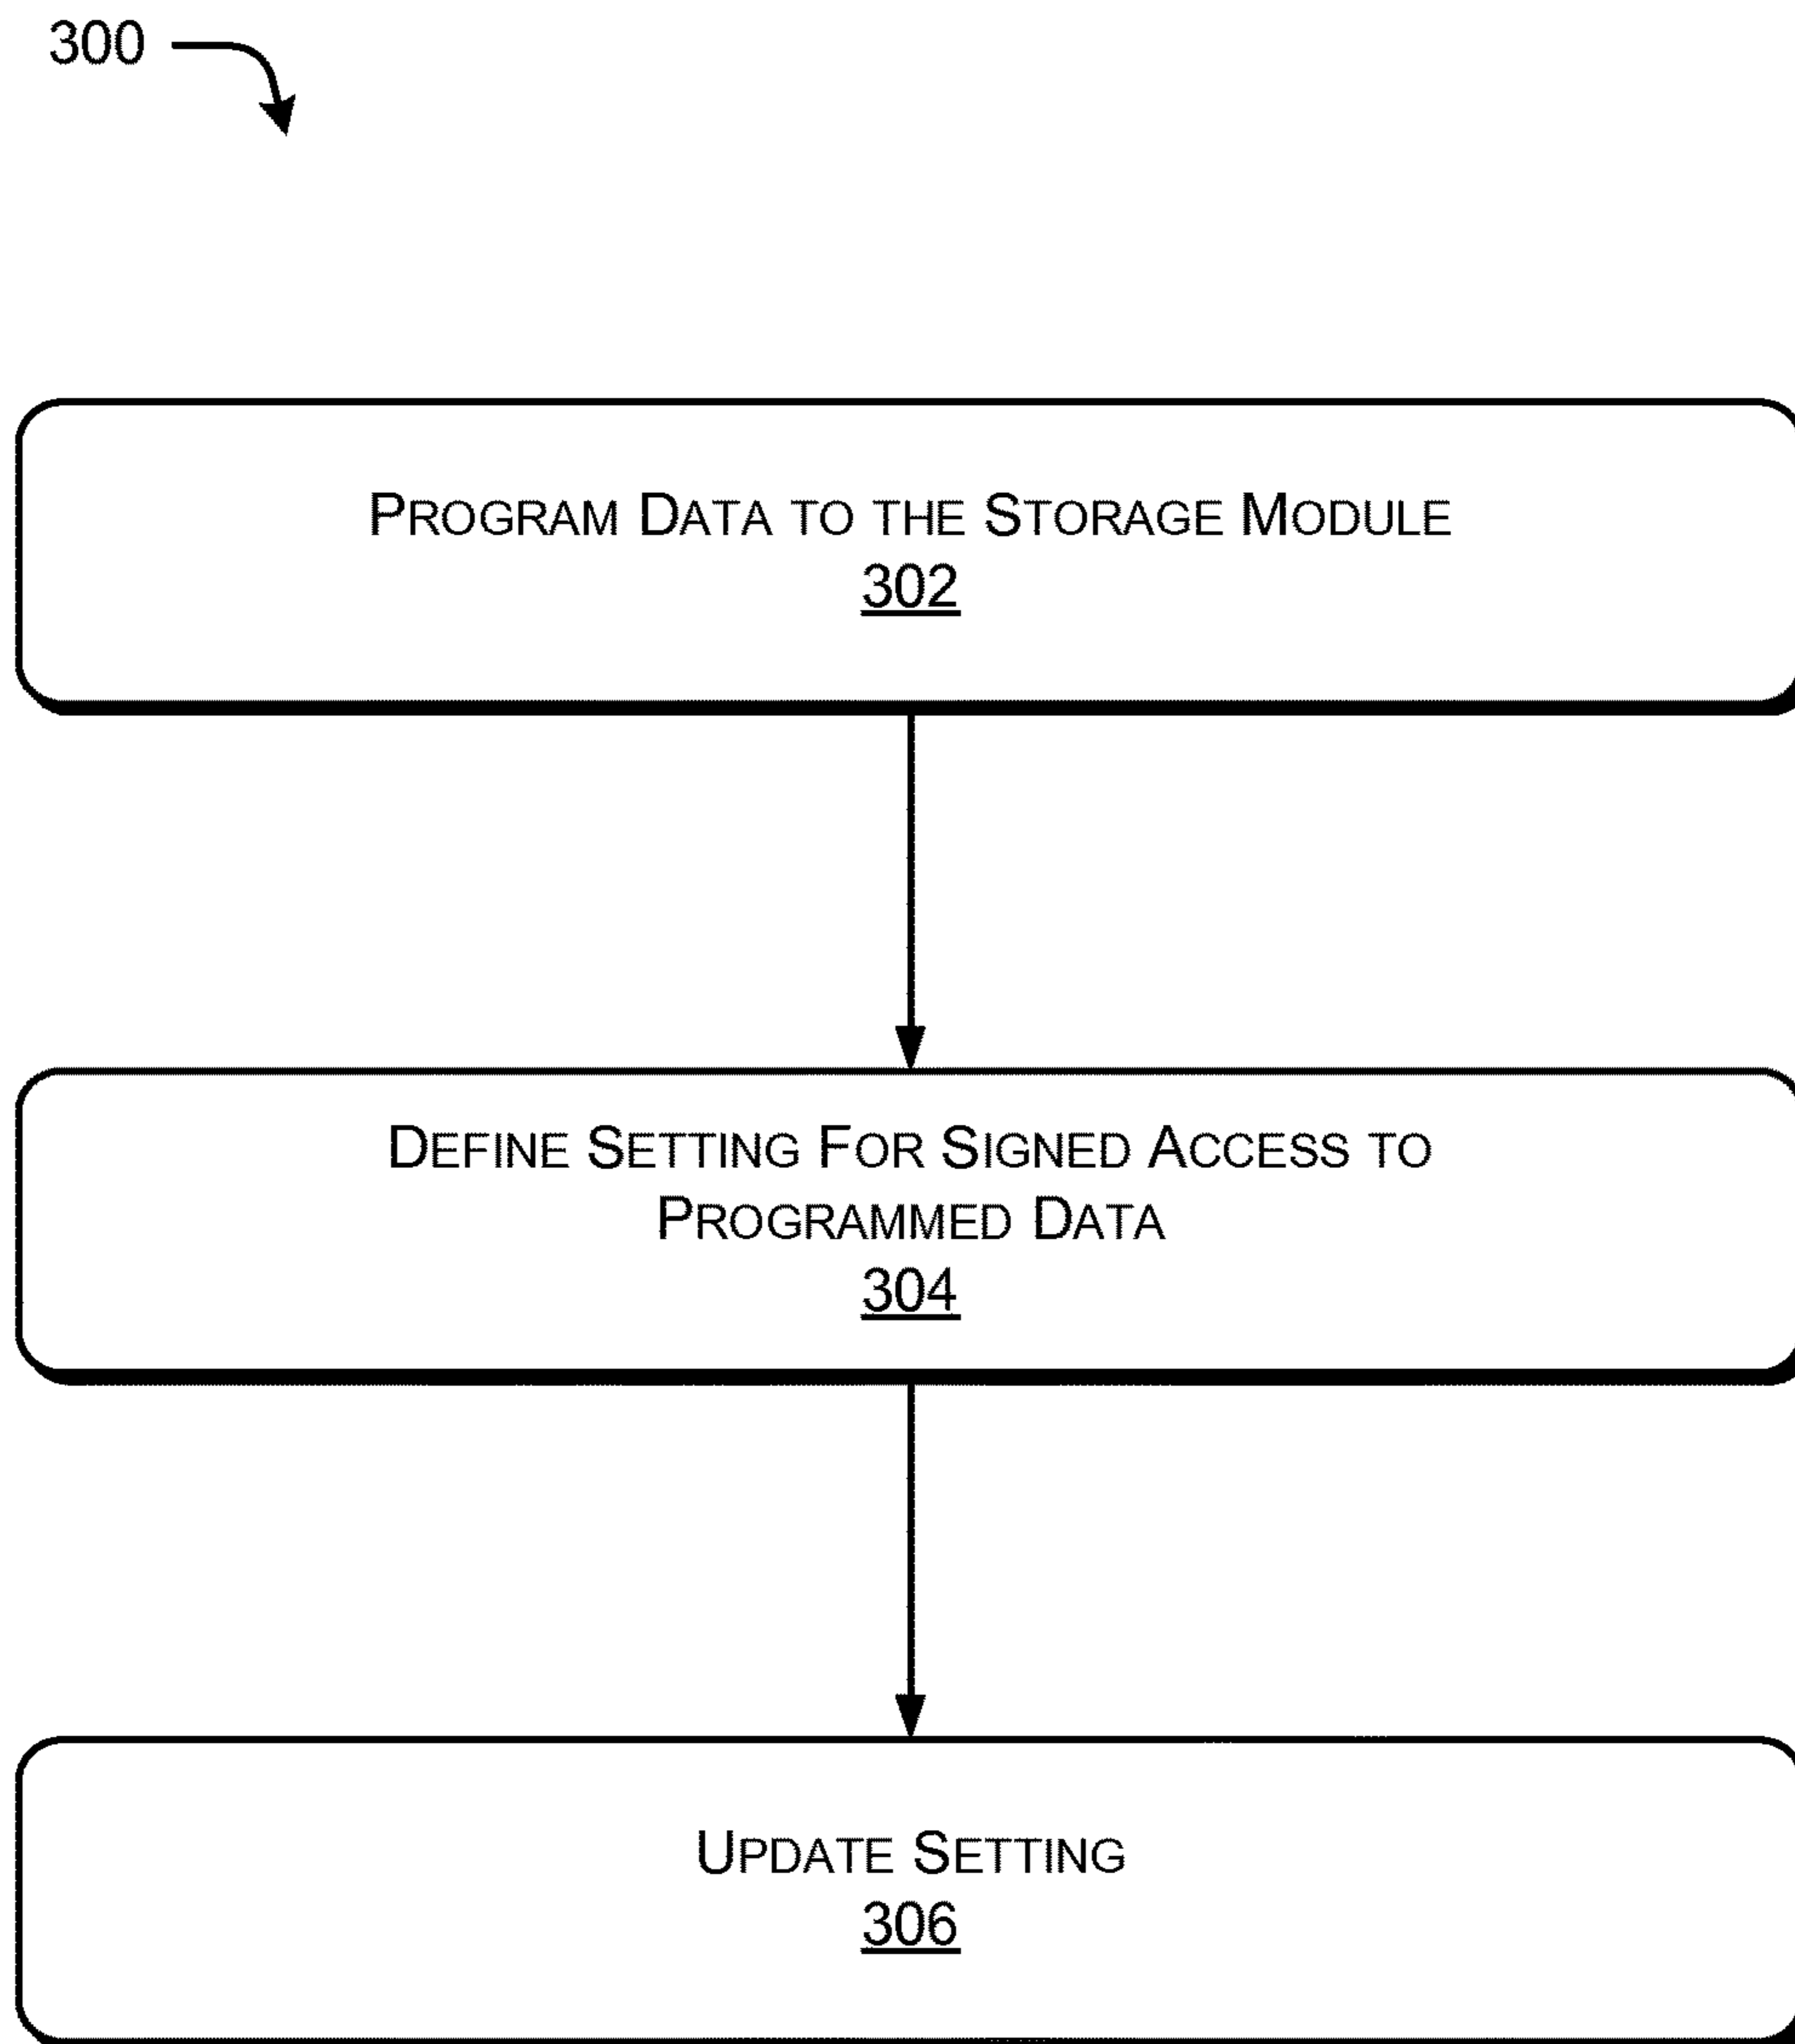 300
PROGRAM DATA TO THE STORAGE MODULE
302
DEFINE SETTING FOR SIGNED ACCESS TO
PROGRAMMED DATA
304
UPDATE SETTING
306